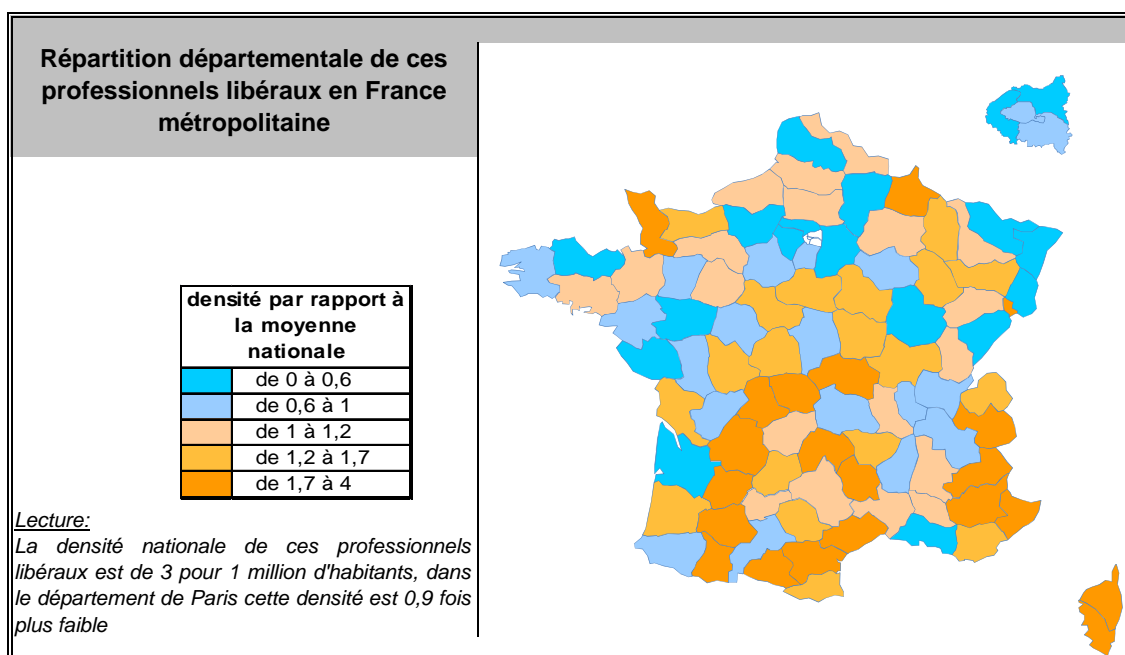 Répartition départementale de ces
professionnels libéraux en France
métropolitaine
densité par rapport à
la moyenne
nationale
de 0 à 0,6
de 0,6 à 1
de 1 à 1,2
de 1,2 à 1,7
de 1,7 à 4
Lecture:
La densité nationale de ces professionnels
libéraux est de 3 pour 1 million d'habitants, dans
le département de Paris cette densité est 0,9 fois
plus faible